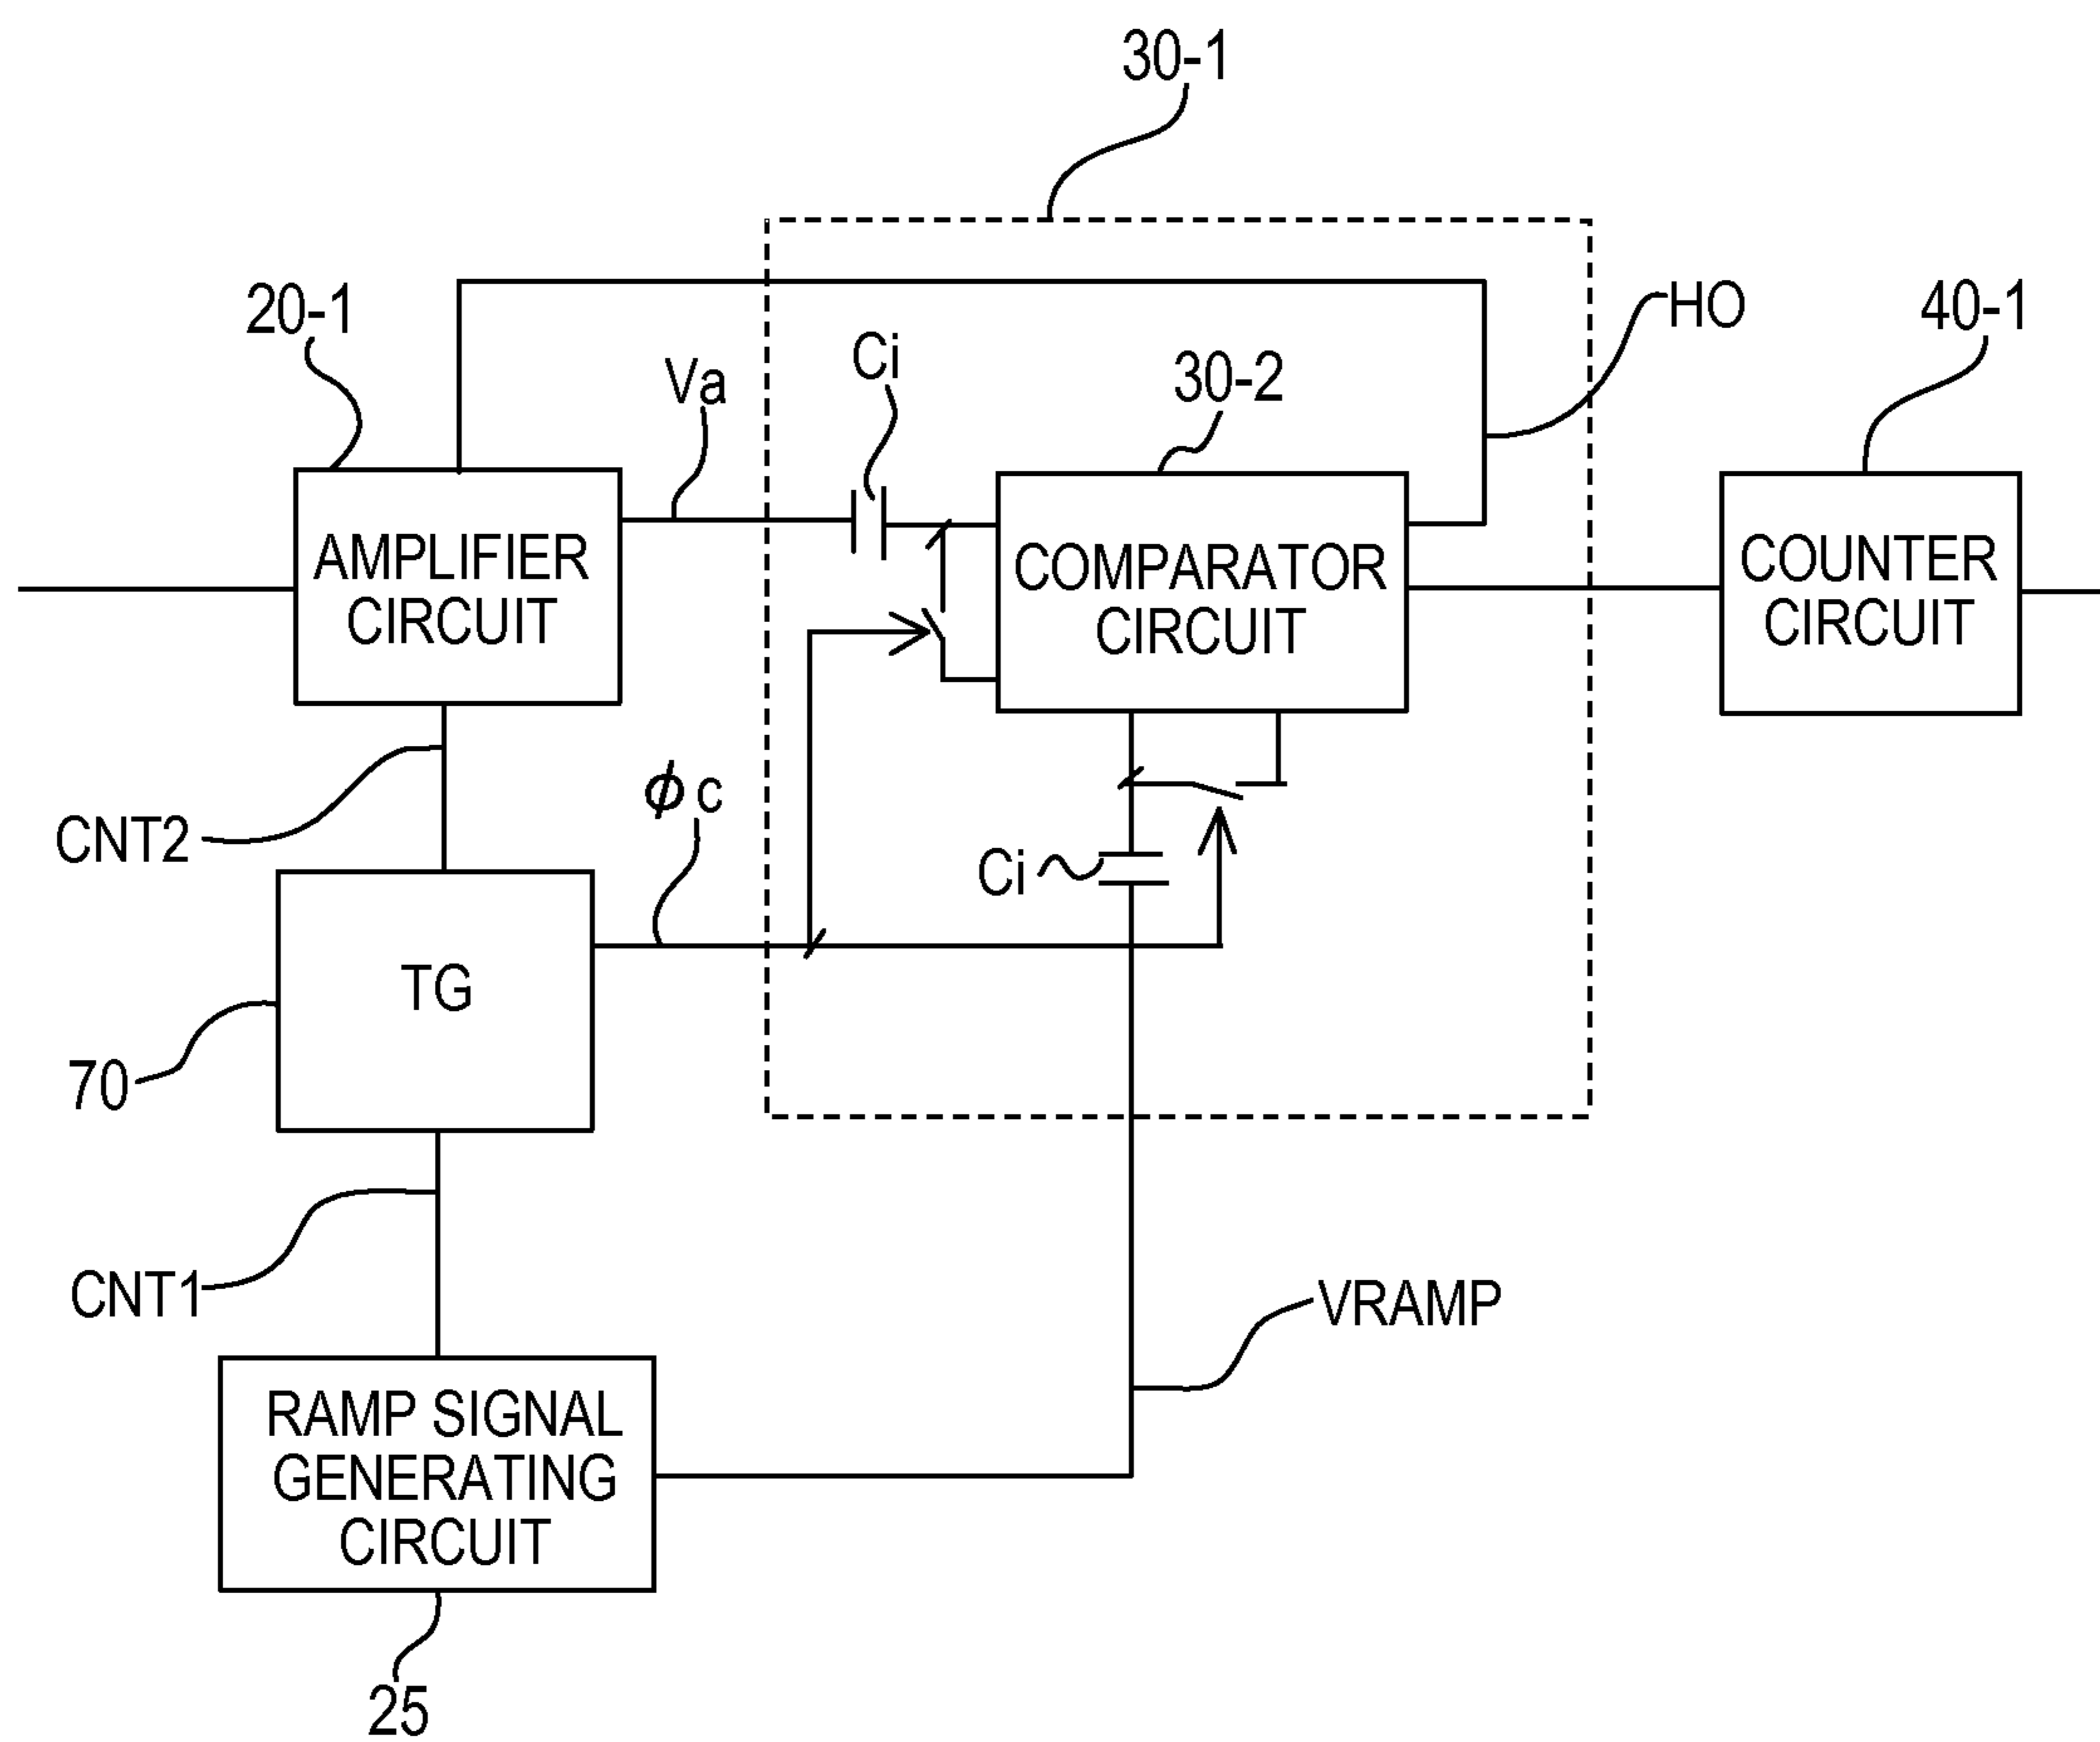 30-1
20-1
Va
Ci
30-2
HO
40-1
AMPLIFIER
CIRCUIT
COMPARATOR
CIRCUIT
COUNTER
CIRCUIT
CNT2
ϕc
Ci
TG
70
CNT1
VRAMP
RAMP SIGNAL
GENERATING
CIRCUIT
25